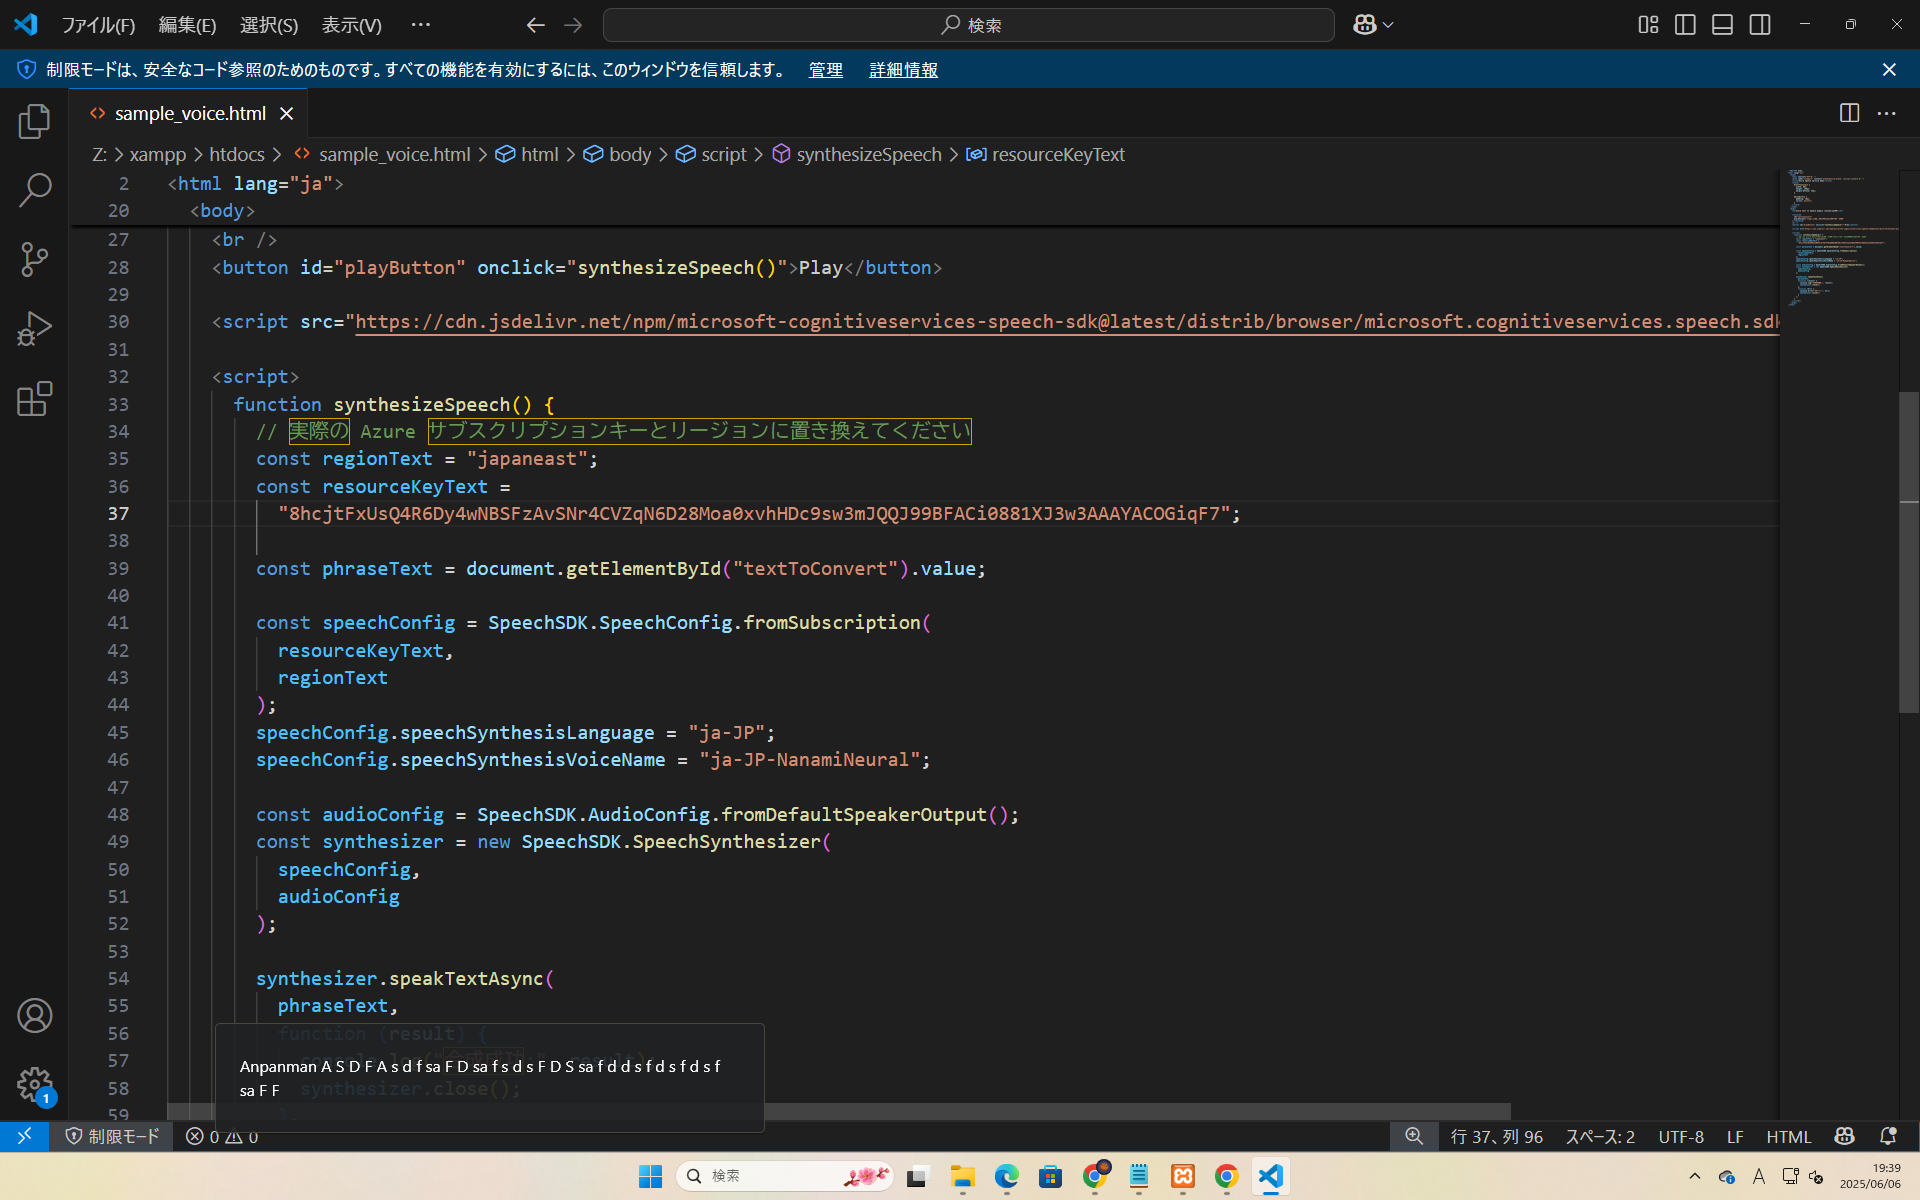 ファイル(F) 編集(E) 選択(S) 表示(V) ··· 検索
制限モードは、安全なコード参照のためのものです。すべての機能を有効にするには、このウィンドウを信頼します。 管理 詳細情報
sample_voice.html
Z: > xampp > htdocs > sample_voice.html > html > body > script > synthesizeSpeech > resourceKeyText
2 <html lang="ja">
20 <body>
27 <br />
28 <button id="playButton" onclick="synthesizeSpeech()">Play</button>
29
30 <script src="https://cdn.jsdelivr.net/npm/microsoft-cognitiveservices-speech-sdk@latest/distrib/browser/microsoft.cognitiveservices.speech.sdk
31
32 <script>
33 function synthesizeSpeech() {
34 // 実際の Azure サブスクリプションキーとリージョンに置き換えてください
35 const regionText = "japaneast";
36 const resourceKeyText =
37 "8hcjtFxUsQ4R6Dy4wNBSFzAvSNr4CVZqN6D28Moa0xvhHDc9sw3mJQQJ99BFACi0881XJ3w3AAAYACOGiqF7";
38
39 const phraseText = document.getElementById("textToConvert").value;
40
41 const speechConfig = SpeechSDK.SpeechConfig.fromSubscription(
42 resourceKeyText,
43 regionText
44 );
45 speechConfig.speechSynthesisLanguage = "ja-JP";
46 speechConfig.speechSynthesisVoiceName = "ja-JP-NanamiNeural";
47
48 const audioConfig = SpeechSDK.AudioConfig.fromDefaultSpeakerOutput();
49 const synthesizer = new SpeechSDK.SpeechSynthesizer(
50 speechConfig,
51 audioConfig
52 );
53
54 synthesizer.speakTextAsync(
55 phraseText,
56 function (result) {
57 console.log("合成成功:", result);
Anpanman A S D F A s d f sa F D sa f s d s F D S sa f d d s f d s f d s f
sa F F
58 synthesizer.close();
59 },
制限モード 0 0 行 37、列 96 スペース: 2 UTF-8 LF HTML
検索 A 19:39
2025/06/06
1